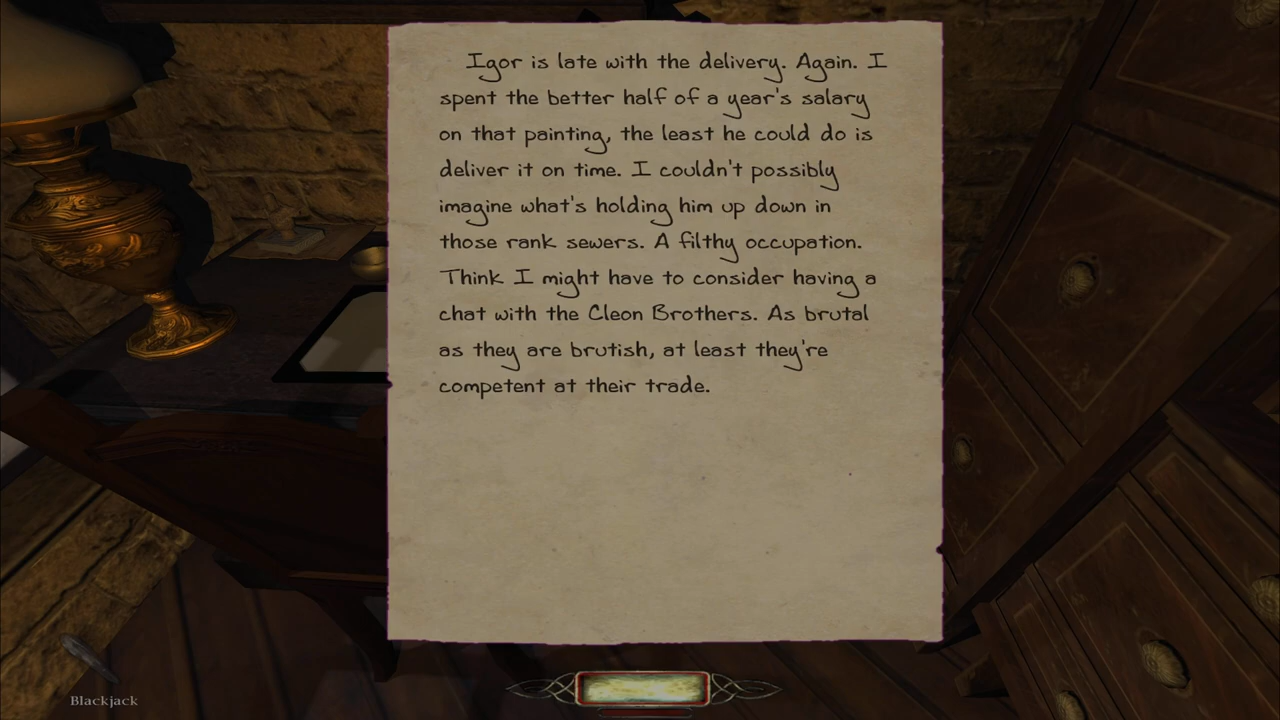 Igor is late with the delivery. Again. I
spent the better half of a year's salary
on that painting, the least he could do is
deliver it on time. I couldn't possibly
imagine what's holding him up down in
those rank sewers. A filthy occupation.
Think I might have to consider having a
chat with the Cleon Brothers. As brutal
as they are brutish, at least they're
competent at their trade.
Blackjack